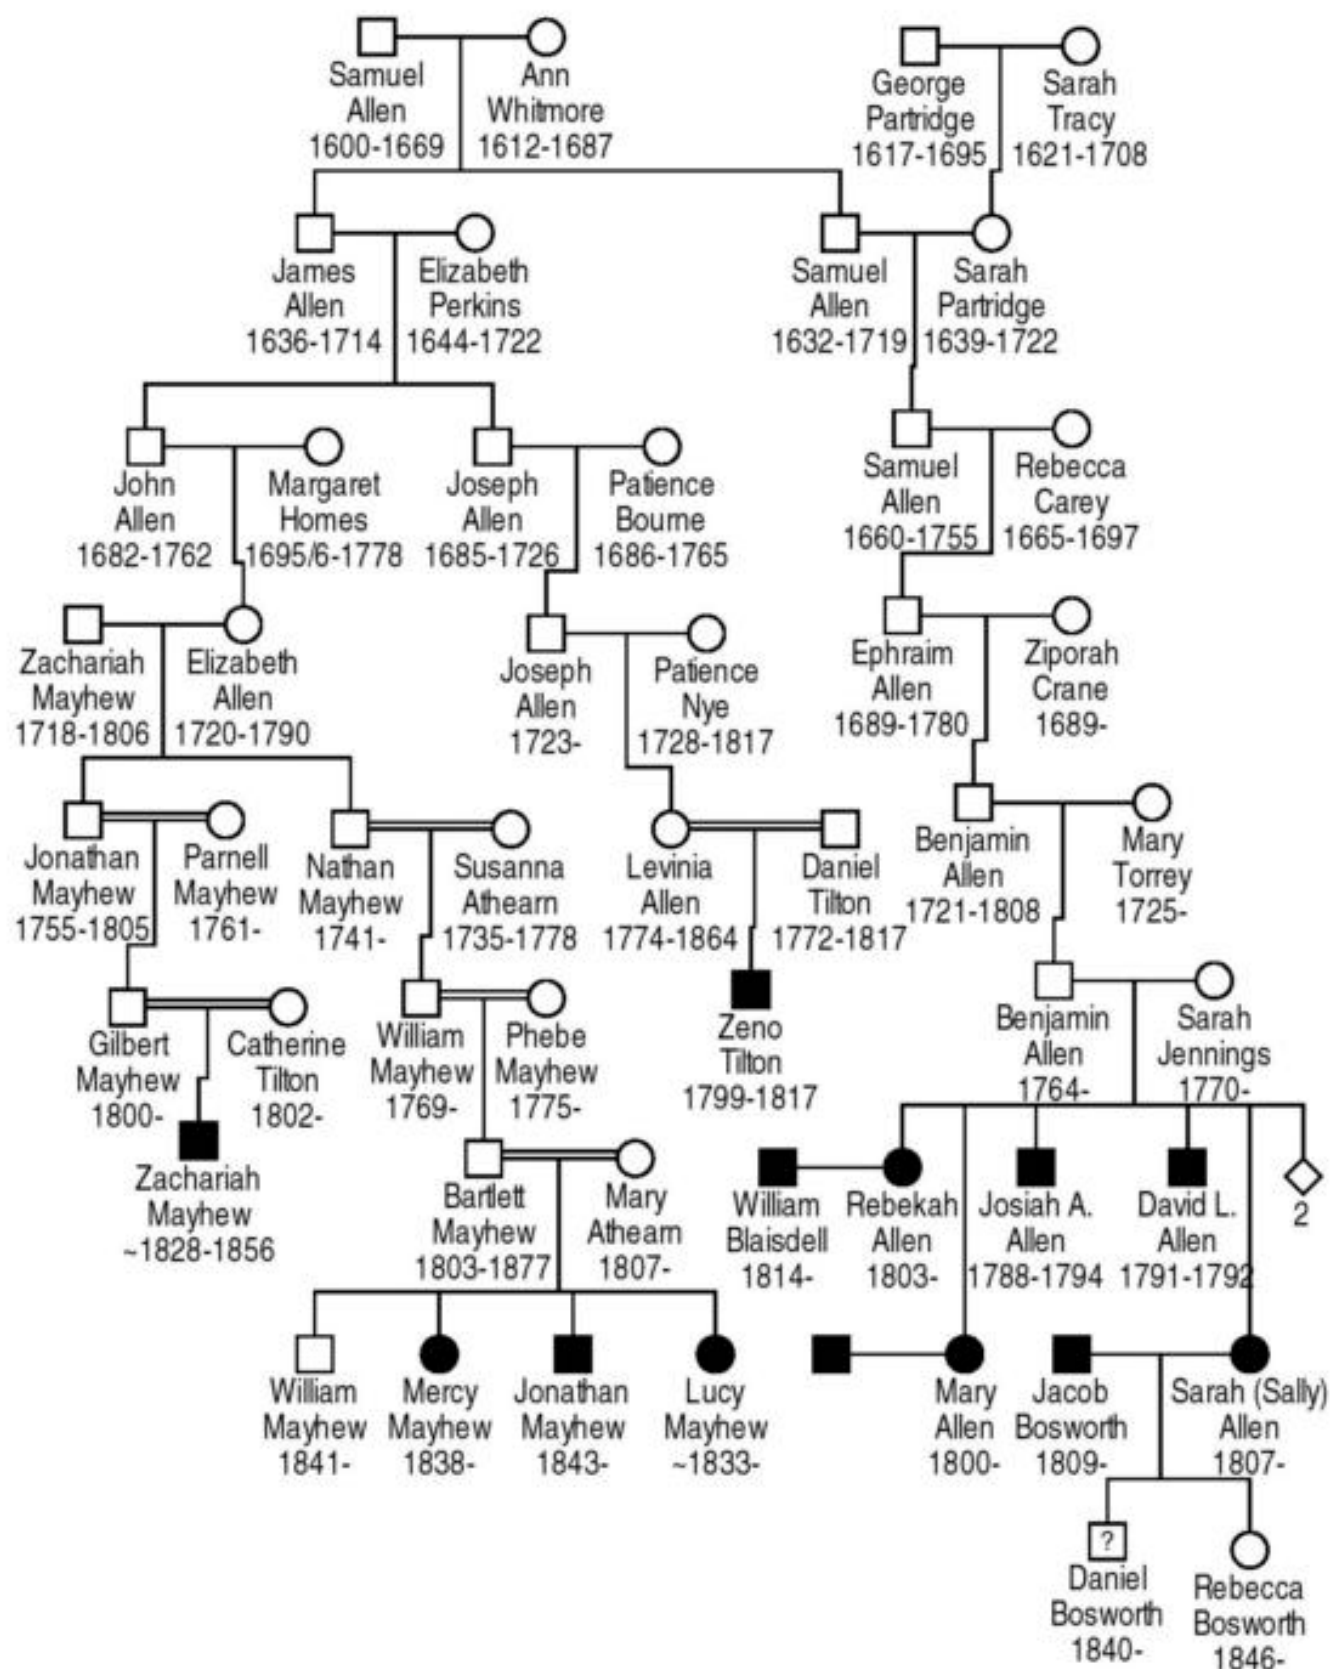 Samuel
Allen
1600-1669
Ann
Whitmore
1612-1687
George
Partridge
1617-1695
Sarah
Tracy
1621-1708
James
Allen
1636-1714
Elizabeth
Perkins
1644-1722
Samuel
Allen
1632-1719
Sarah
Partridge
1639-1722
John
Allen
1682-1762
Margaret
Homes
1695/6-1778
Joseph
Allen
1685-1726
Patience
Bourne
1686-1765
Samuel
Allen
1660-1755
Rebecca
Carey
1665-1697
Zachariah
Mayhew
1718-1806
Elizabeth
Allen
1720-1790
Joseph
Allen
1723-
Patience
Nye
1728-1817
Ephraim
Allen
1689-1780
Ziporah
Crane
1689-
Jonathan
Mayhew
1755-1805
Parnell
Mayhew
1761-
Nathan
Mayhew
1741-
Susanna
Athearn
1735-1778
Levinia
Allen
1774-1864
Daniel
Tilton
1772-1817
Benjamin
Allen
1721-1808
Mary
Torrey
1725-
Gilbert
Mayhew
1800-
Catherine
Tilton
1802-
William
Mayhew
1769-
Phebe
Mayhew
1775-
Zeno
Tilton
1799-1817
Benjamin
Allen
1764-
Sarah
Jennings
1770-
Zachariah
Mayhew
~1828-1856
Bartlett
Mayhew
1803-1877
Mary
Athearn
1807-
William
Blaisdell
1814-
Rebekah
Allen
1803-
Josiah A.
Allen
1788-1794
David L.
Allen
1791-1792
2
William
Mayhew
1841-
Mercy
Mayhew
1838-
Jonathan
Mayhew
1843-
Lucy
Mayhew
~1833-
Mary
Allen
1800-
Jacob
Bosworth
1809-
Sarah (Sally)
Allen
1807-
?
Daniel
Bosworth
1840-
Rebecca
Bosworth
1846-